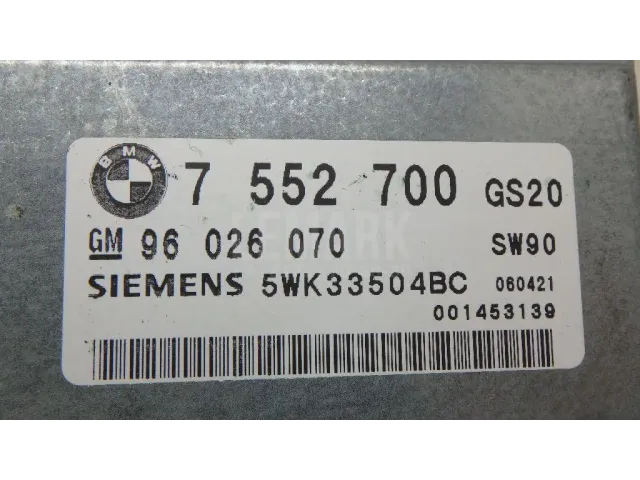 BMW 7 552 700 GS20
GM 96 026 070 SW90
SIEMENS 5WK33504BC 060421
001453139